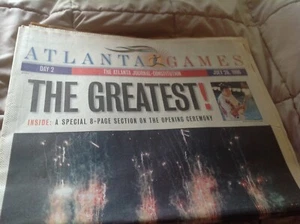 ATLANTA GAMES
DAY 2
THE ATLANTA JOURNAL-CONSTITUTION
JULY 20, 1996
THE GREATEST!
INSIDE: A SPECIAL 8-PAGE SECTION ON THE OPENING CEREMONY